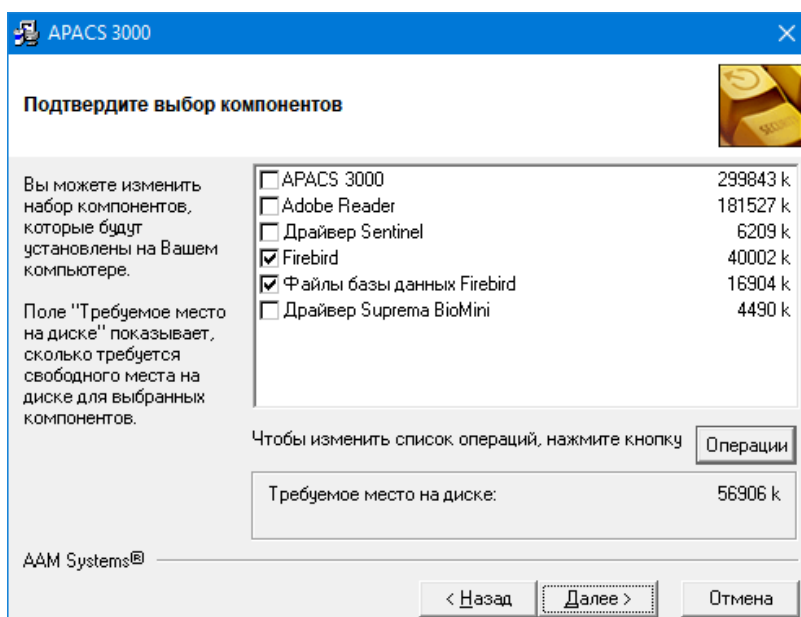 APACS 3000
Подтвердите выбор компонентов
SECURITY
Вы можете изменить
набор компонентов,
которые будут
установлены на Вашем
компьютере.
Поле "Требуемое место
на диске" показывает,
сколько требуется
свободного места на
диске для выбранных
компонентов.
APACS 3000 299843 k
Adobe Reader 181527 k
Драйвер Sentinel 6209 k
Firebird 40002 k
Файлы базы данных Firebird 16904 k
Драйвер Suprema BioMini 4490 k
Чтобы изменить список операций, нажмите кнопку Операции
Требуемое место на диске: 56906 k
AAM Systems®
< Назад Далее > Отмена